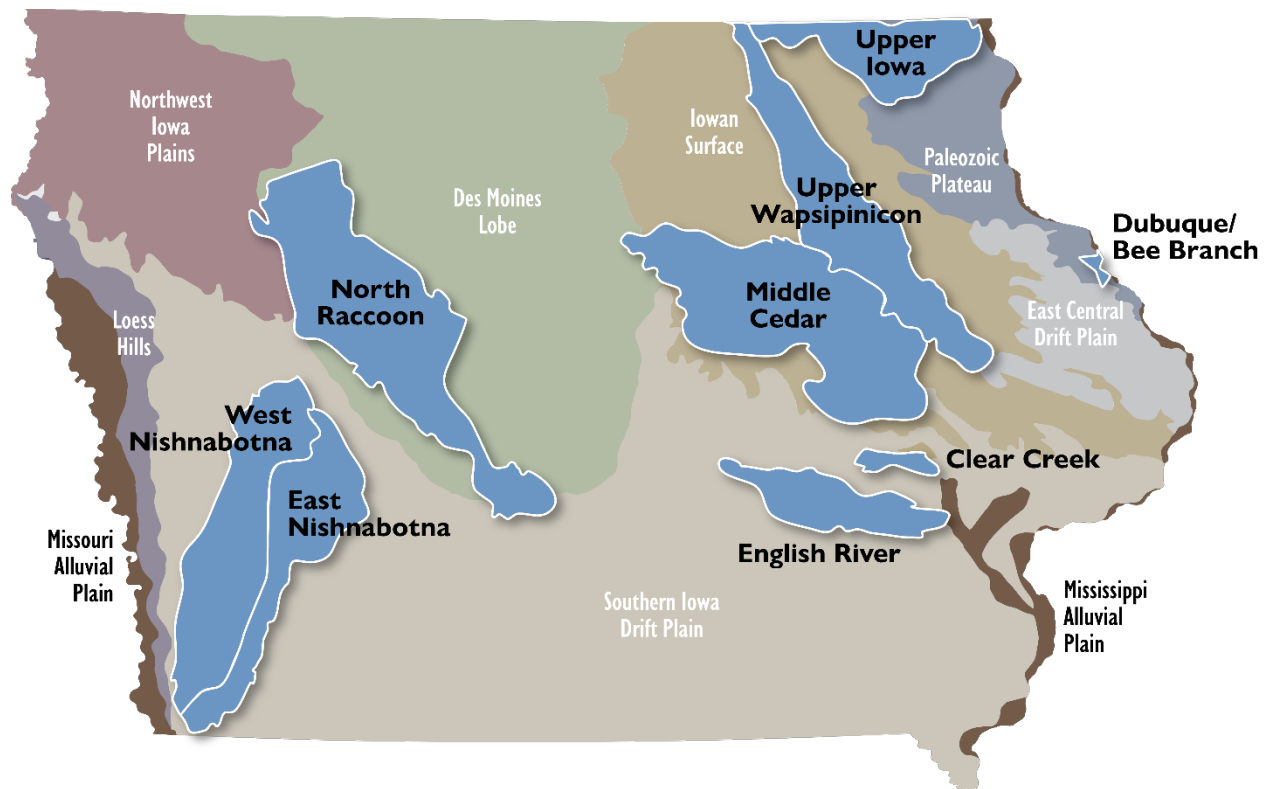 Upper
Iowa
Northwest
Iowa
Plains
Iowan
Surface
Paleozoic
Plateau
Des Moines
Lobe
Upper
Wapsipinicon
Dubuque/
Bee Branch
North
Raccoon
Middle
Cedar
Loess
Hills
East Central
Drift Plain
West
Nishnabotna
Clear Creek
East
Nishnabotna
Missouri
Alluvial
Plain
English River
Southern Iowa
Drift Plain
Mississippi
Alluvial
Plain